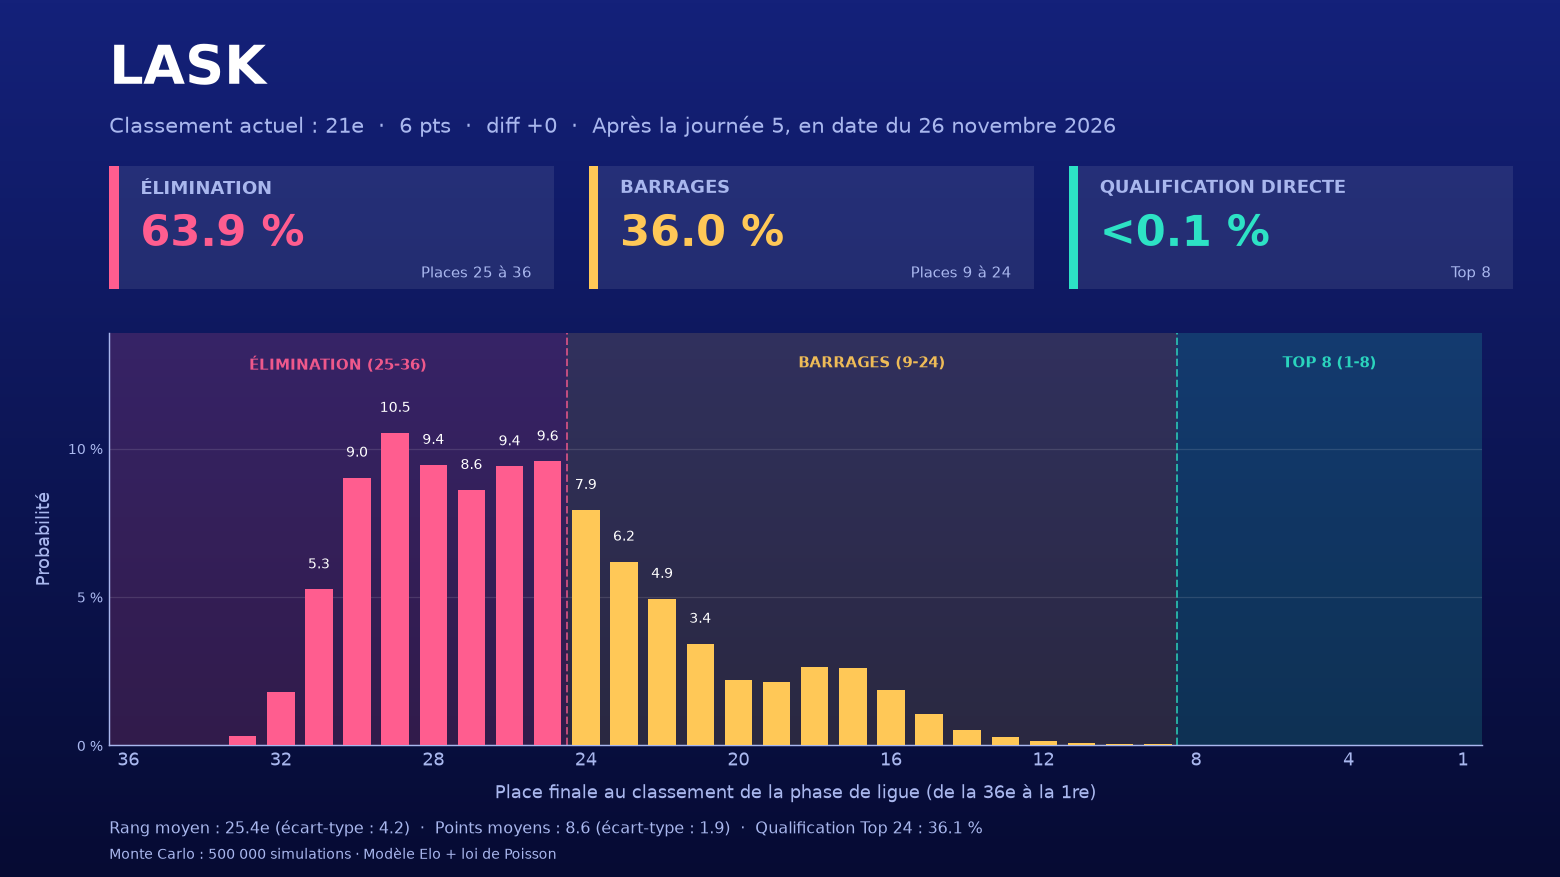 LASK
Classement actuel : 21e · 6 pts · diff +0 · Après la journée 5, en date du 26 novembre 2026
ÉLIMINATION
63.9 %
Places 25 à 36
BARRAGES
36.0 %
Places 9 à 24
QUALIFICATION DIRECTE
<0.1 %
Top 8
ÉLIMINATION (25-36)
BARRAGES (9-24)
TOP 8 (1-8)
5.3
9.0
10.5
9.4
8.6
9.4
9.6
7.9
6.2
4.9
3.4
10 %
5 %
0 %
Probabilité
36 32 28 24 20 16 12 8 4 1
Place finale au classement de la phase de ligue (de la 36e à la 1re)
Rang moyen : 25.4e (écart-type : 4.2) · Points moyens : 8.6 (écart-type : 1.9) · Qualification Top 24 : 36.1 %
Monte Carlo : 500 000 simulations · Modèle Elo + loi de Poisson